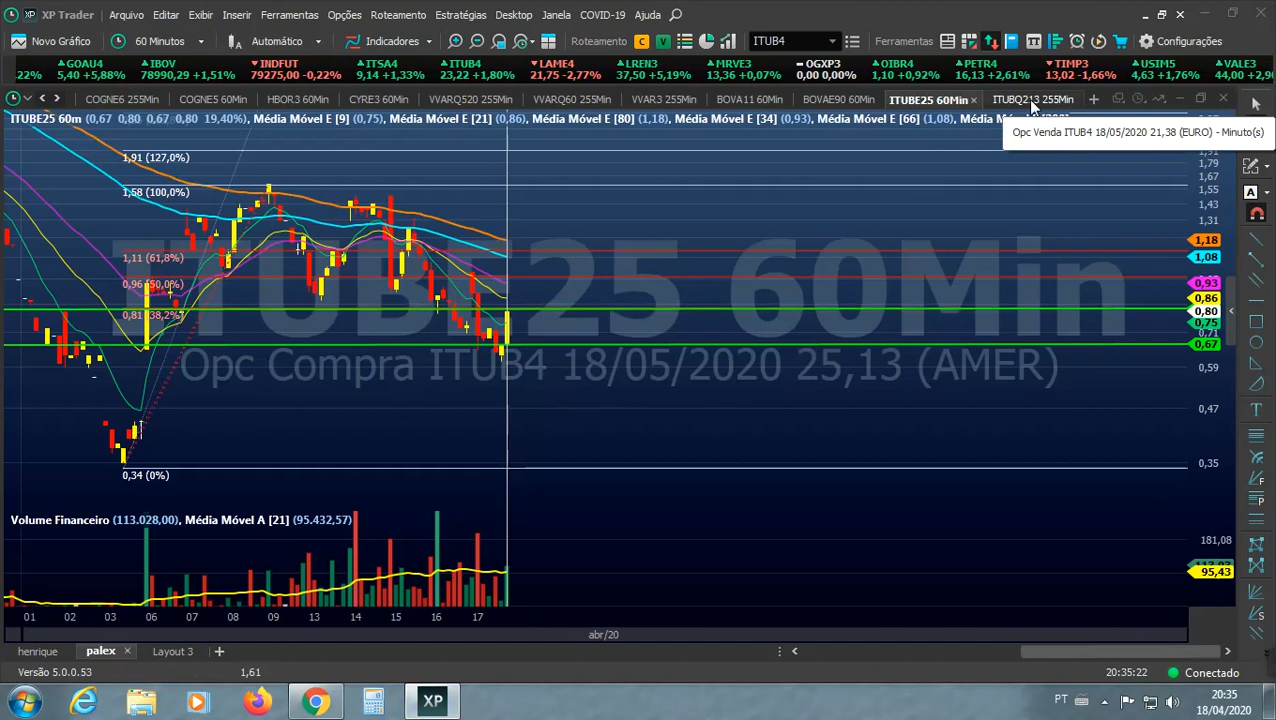 XP Trader
Arquivo Editar Exibir Inserir Ferramentas Opções Roteamento Estratégias Desktop Janela COVID-19 Ajuda
Novo Gráfico 60 Minutos Automático Indicadores Roteamento C V ITUB4 Ferramentas Configurações
GOAU4 IBOV INDFUT ITSA4 ITUB4 LAME4 LREN3 MRVE3 OGXP3 OIBR4 PETR4 TIMP3 USIM5 VALE3
,22% 5,40 +5,88% 78990,29 +1,51% 79275,00 -0,22% 9,14 +1,33% 23,22 +1,80% 21,75 -2,77% 37,50 +5,19% 13,36 +0,07% 0,00 0,00% 1,10 +0,92% 16,13 +2,61% 13,02 -1,66% 4,63 +1,76% 44,00 +2,9
COGNE6 255Min COGNE5 60Min HBOR3 60Min CYRE3 60Min VVARQ520 255Min VVARQ60 255Min VVAR3 255Min BOVA11 60Min BOVAE90 60Min ITUBE25 60Min ITUBQ213 255Min
ITUBE25 60m (0,67 0,80 0,67 0,80 19,40%) Média Móvel E [9] (0,75), Média Móvel E [21] (0,86), Média Móvel E [80] (1,18), Média Móvel E [34] (0,93), Média Móvel E [66] (1,08), Média
Opc Venda ITUB4 18/05/2020 21,38 (EURO) - Minuto(s)
1,91
1,91 (127,0%)
1,79
1,67
1,58 (100,0%)
1,55
1,43
1,31
1,18
1,11 (61,8%)
1,08
0,96 (50,0%)
0,93
0,86
0,81 (38,2%)
0,80
0,75
0,71
0,67
0,59
0,47
0,35
0,34 (0%)
ITUBE25 60Min
Opc Compra ITUB4 18/05/2020 25,13 (AMER)
Volume Financeiro (113.028,00), Média Móvel A [21] (95.432,57)
181,08
95,43
01 02 03 06 07 08 09 13 14 15 16 17
abr/20
henrique palex Layout 3
Versão 5.0.0.53 1,61 20:35:22 Conectado
XP PT 20:35
18/04/2020